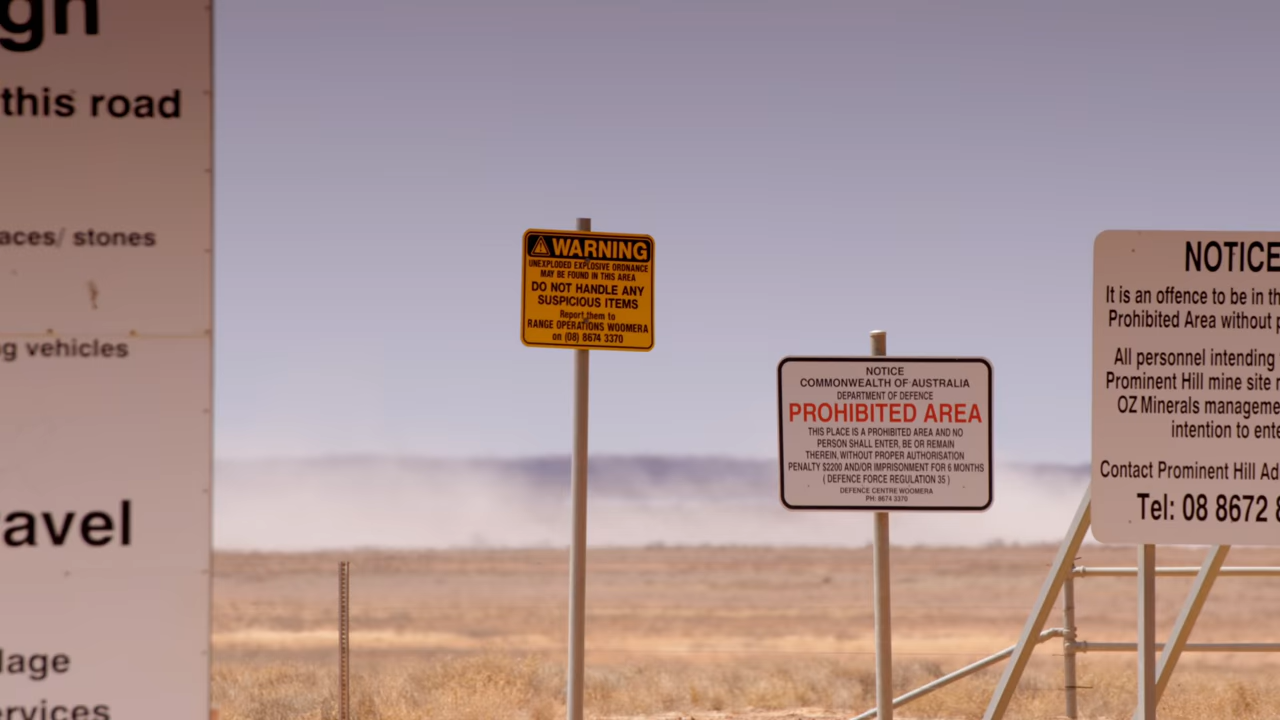 gh
this road
aces/ stones
g vehicles
avel
lage
ervices
WARNING
UNEXPLODED EXPLOSIVE ORDNANCE
MAY BE FOUND IN THIS AREA
DO NOT HANDLE ANY
SUSPICIOUS ITEMS
Report them to
RANGE OPERATIONS WOOMERA
on (08) 8674 3370
NOTICE
COMMONWEALTH OF AUSTRALIA
DEPARTMENT OF DEFENCE
PROHIBITED AREA
THIS PLACE IS A PROHIBITED AREA AND NO
PERSON SHALL ENTER, BE OR REMAIN
THEREIN, WITHOUT PROPER AUTHORISATION
PENALTY $2200 AND/OR IMPRISONMENT FOR 6 MONTHS
( DEFENCE FORCE REGULATION 35 )
DEFENCE CENTRE WOOMERA
PH: 8674 3370
NOTICE
It is an offence to be in th
Prohibited Area without p
All personnel intending
Prominent Hill mine site
OZ Minerals manageme
intention to ente
Contact Prominent Hill Ad
Tel: 08 8672